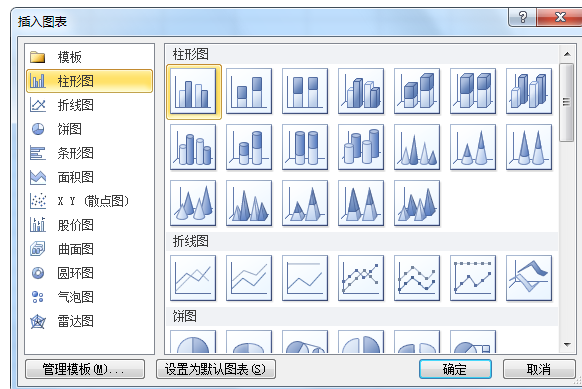 插入图表
模板
柱形图
折线图
饼图
条形图
面积图
X Y (散点图)
股价图
曲面图
圆环图
气泡图
雷达图
柱形图
折线图
饼图
管理模板(M)...
设置为默认图表(S)
确定
取消